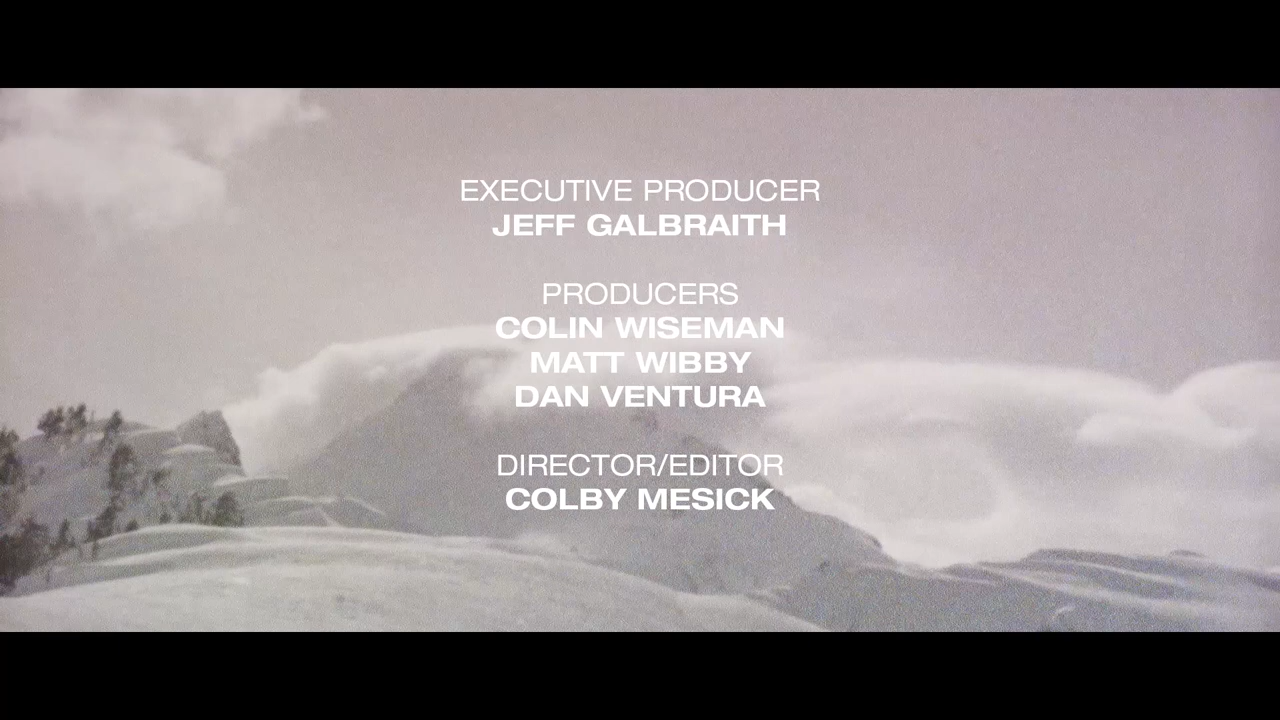 EXECUTIVE PRODUCER
JEFF GALBRAITH
PRODUCERS
COLIN WISEMAN
MATT WIBBY
DAN VENTURA
DIRECTOR/EDITOR
COLBY MESICK